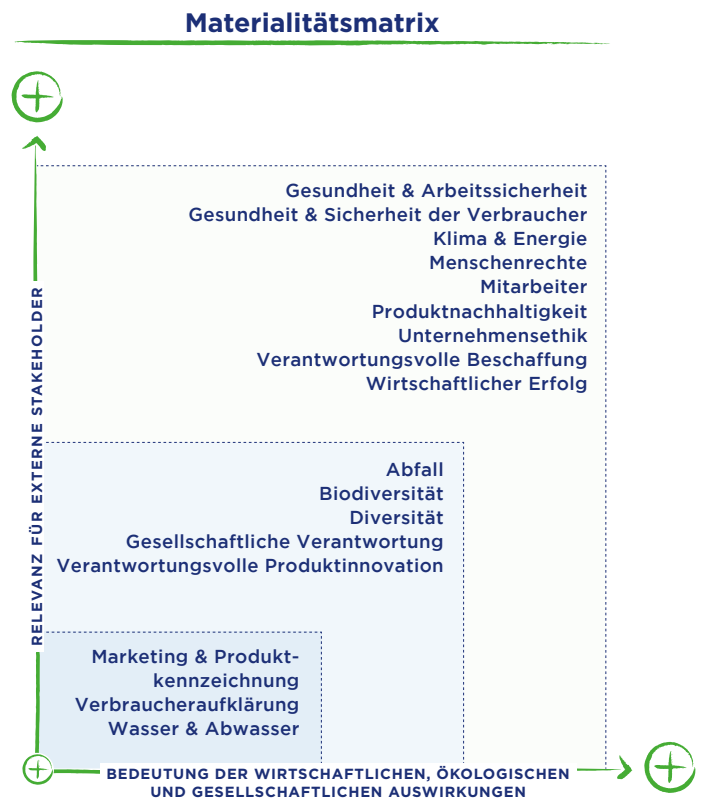 Materialitätsmatrix
Gesundheit & Arbeitssicherheit
Gesundheit & Sicherheit der Verbraucher
Klima & Energie
Menschenrechte
Mitarbeiter
Produktnachhaltigkeit
Unternehmensethik
Verantwortungsvolle Beschaffung
Wirtschaftlicher Erfolg
RELEVANZ FÜR EXTERNE STAKEHOLDER
Abfall
Biodiversität
Diversität
Gesellschaftliche Verantwortung
Verantwortungsvolle Produktinnovation
Marketing & Produkt-
kennzeichnung
Verbraucheraufklärung
Wasser & Abwasser
BEDEUTUNG DER WIRTSCHAFTLICHEN, ÖKOLOGISCHEN
UND GESELLSCHAFTLICHEN AUSWIRKUNGEN